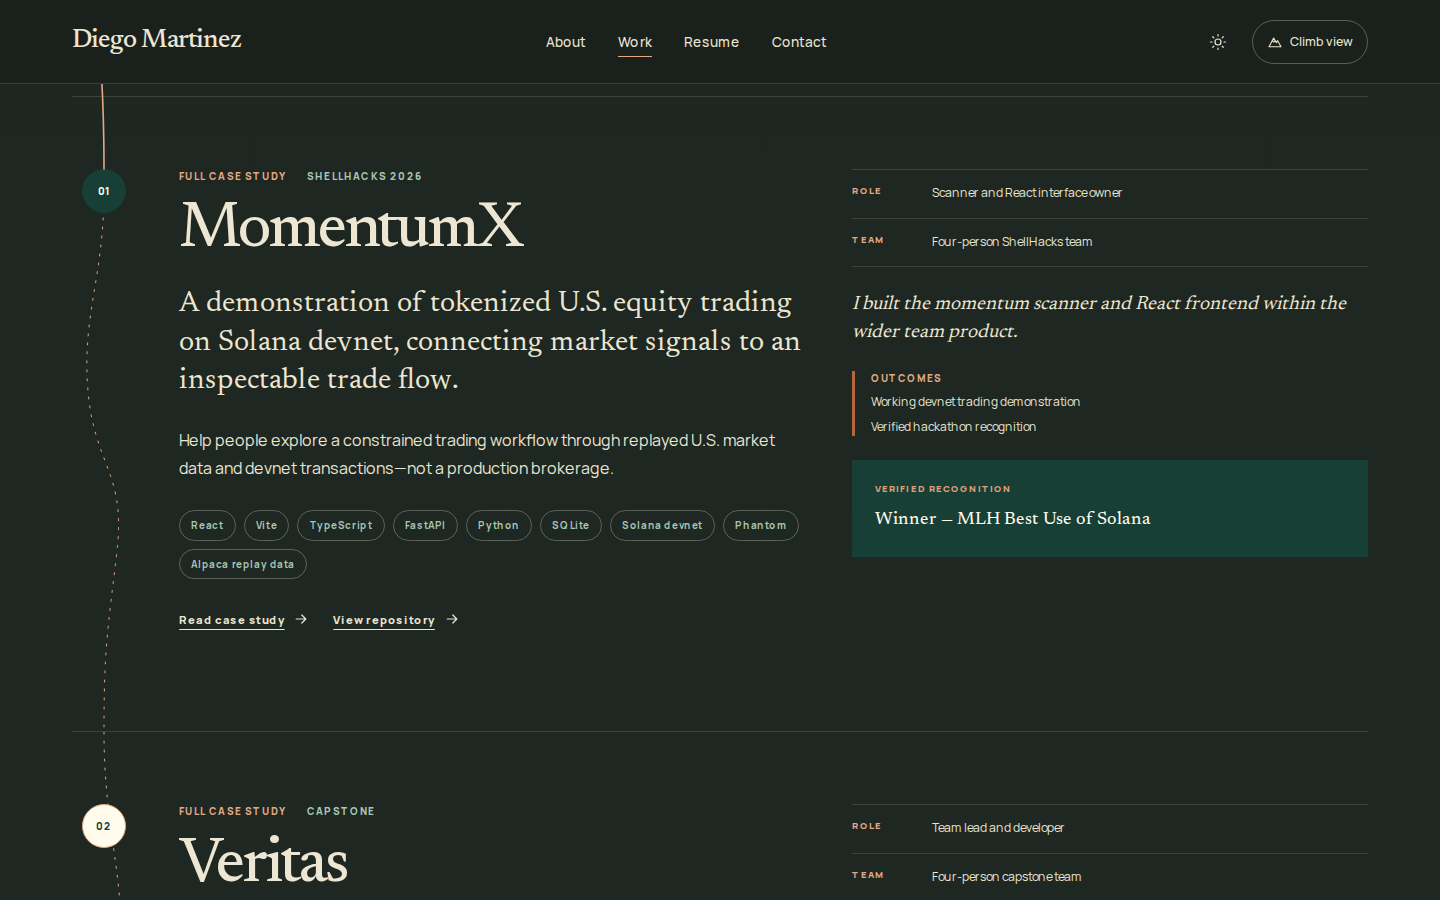 Diego Martinez
About
Work
Resume
Contact
Climb view
01
FULL CASE STUDY
SHELLHACKS 2026
MomentumX
A demonstration of tokenized U.S. equity trading
on Solana devnet, connecting market signals to an
inspectable trade flow.
Help people explore a constrained trading workflow through replayed U.S. market
data and devnet transactions—not a production brokerage.
React
Vite
TypeScript
FastAPI
Python
SQLite
Solana devnet
Phantom
Alpaca replay data
Read case study →
View repository →
ROLE
Scanner and React interface owner
TEAM
Four-person ShellHacks team
I built the momentum scanner and React frontend within the
wider team product.
OUTCOMES
Working devnet trading demonstration
Verified hackathon recognition
VERIFIED RECOGNITION
Winner — MLH Best Use of Solana
02
FULL CASE STUDY
CAPSTONE
Veritas
ROLE
Team lead and developer
TEAM
Four-person capstone team